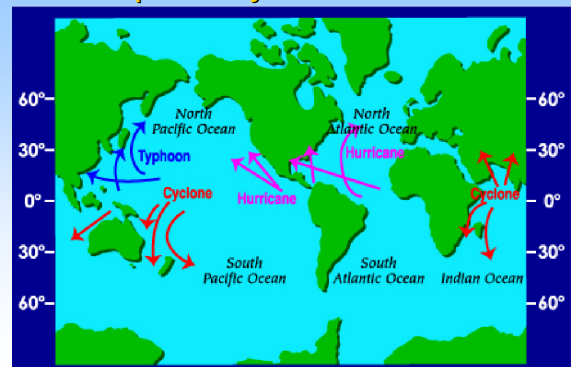 60°
30°
0°
30°
60°
North
Pacific Ocean
North
Atlantic Ocean
Typhoon
Hurricane
Cyclone
Hurricane
Cyclone
South
Pacific Ocean
South
Atlantic Ocean
Indian Ocean
60°
30°
0°
30°
60°